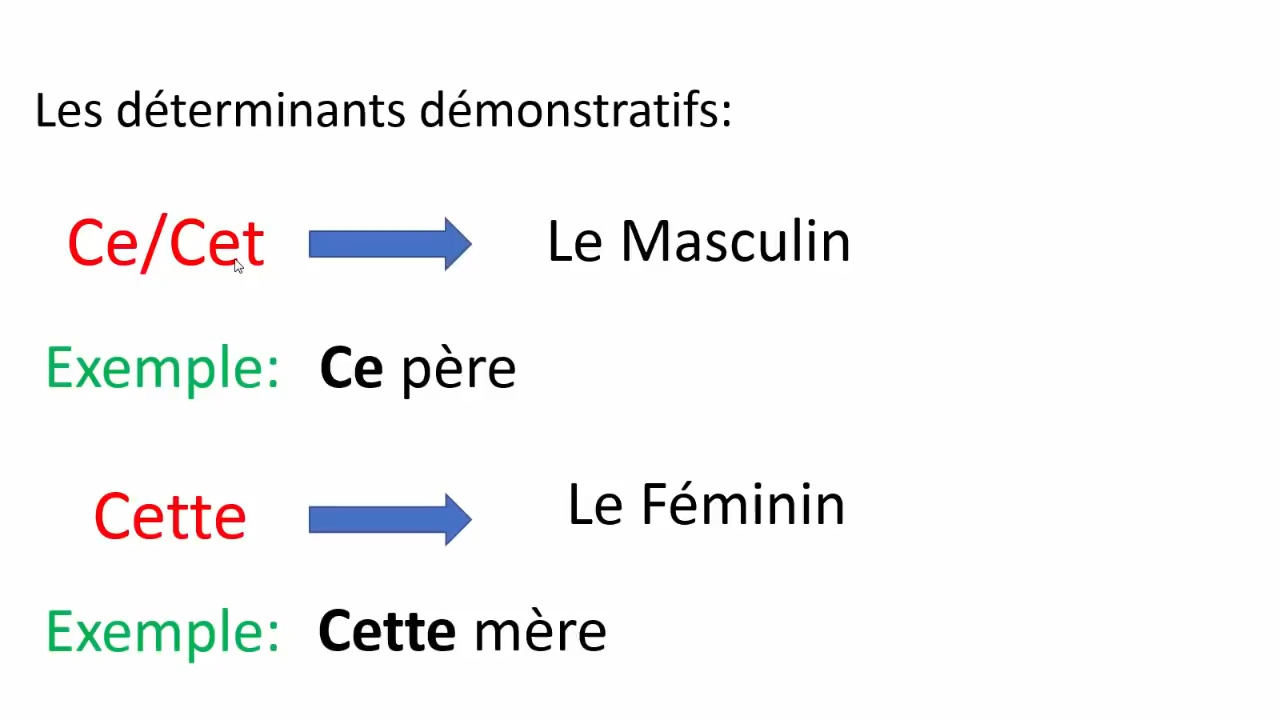 Les déterminants démonstratifs:
Ce/Cet Le Masculin
Exemple: Ce père
Cette Le Féminin
Exemple: Cette mère